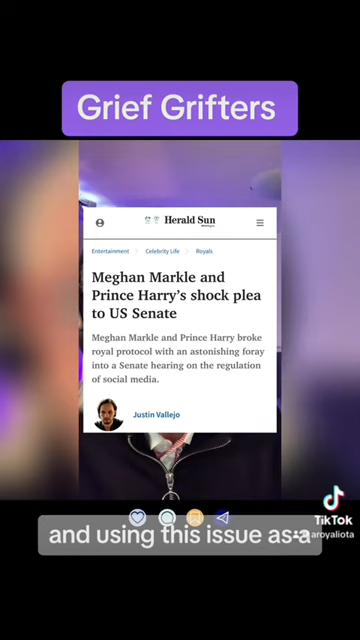 Grief Grifters
Herald Sun
Entertainment
Celebrity Life
Royals
Meghan Markle and
Prince Harry's shock plea
to US Senate
Meghan Markle and Prince Harry broke
royal protocol with an astonishing foray
into a Senate hearing on the regulation
of social media.
Justin Vallejo
and using this issue as a
TikTok
@aroyaliota